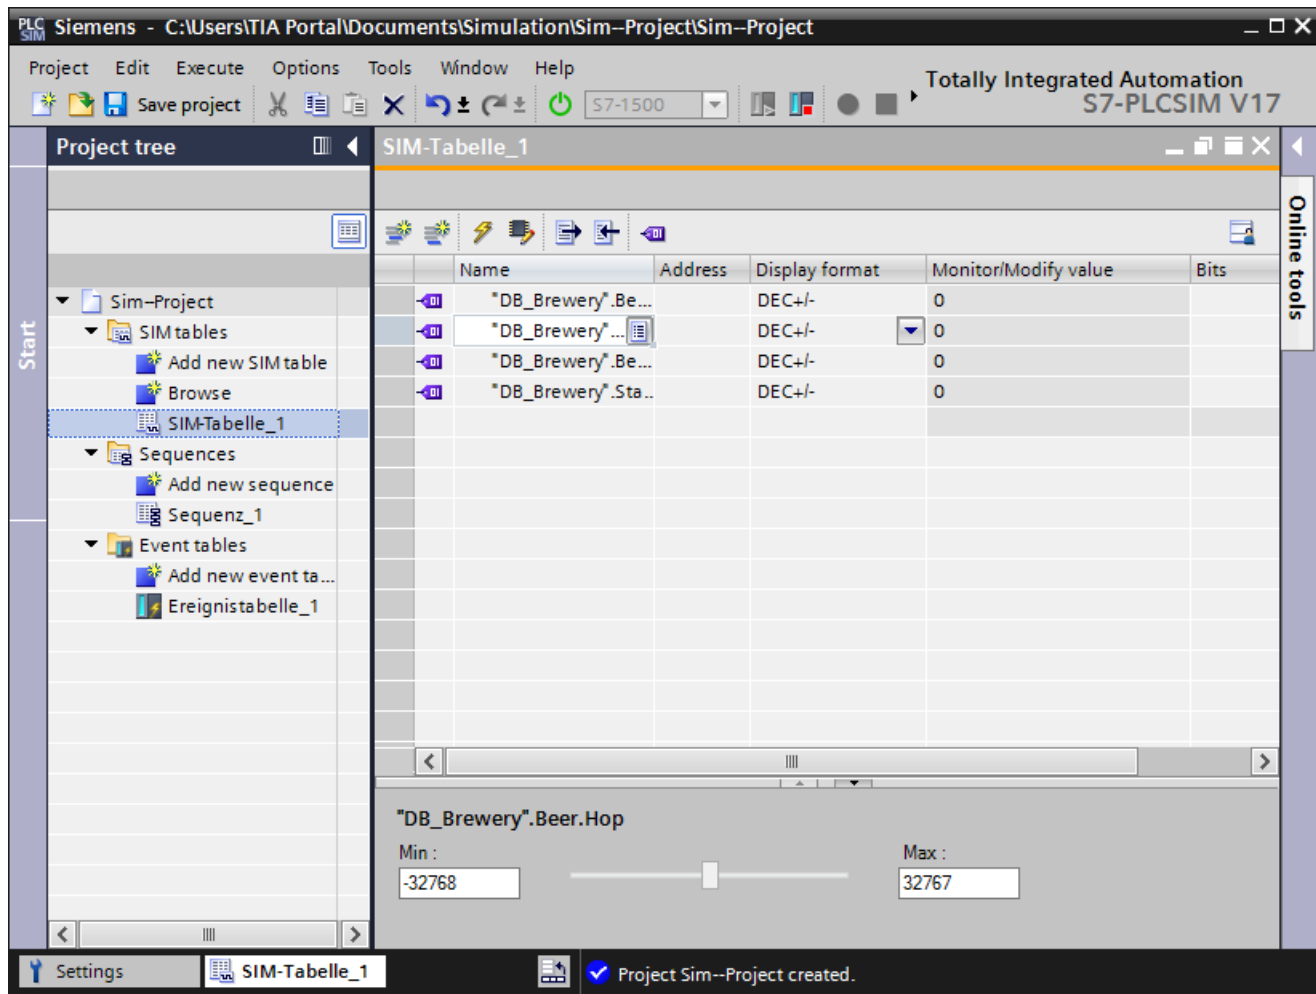 PLC SIM Siemens - C:\Users\TIA Portal\Documents\Simulation\Sim--Project\Sim--Project
Project Edit Execute Options Tools Window Help
Totally Integrated Automation
S7-PLCSIM V17
Save project S7-1500
Project tree
SIM-Tabelle_1
Online tools
Start
Name Address Display format Monitor/Modify value Bits
"DB_Brewery".Be... DEC+/- 0
"DB_Brewery"... DEC+/- 0
"DB_Brewery".Be... DEC+/- 0
"DB_Brewery".Sta.. DEC+/- 0
Sim--Project
SIM tables
Add new SIM table
Browse
SIM-Tabelle_1
Sequences
Add new sequence
Sequenz_1
Event tables
Add new event ta...
Ereignistabelle_1
"DB_Brewery".Beer.Hop
Min : Max :
-32768 32767
Settings SIM-Tabelle_1 Project Sim--Project created.